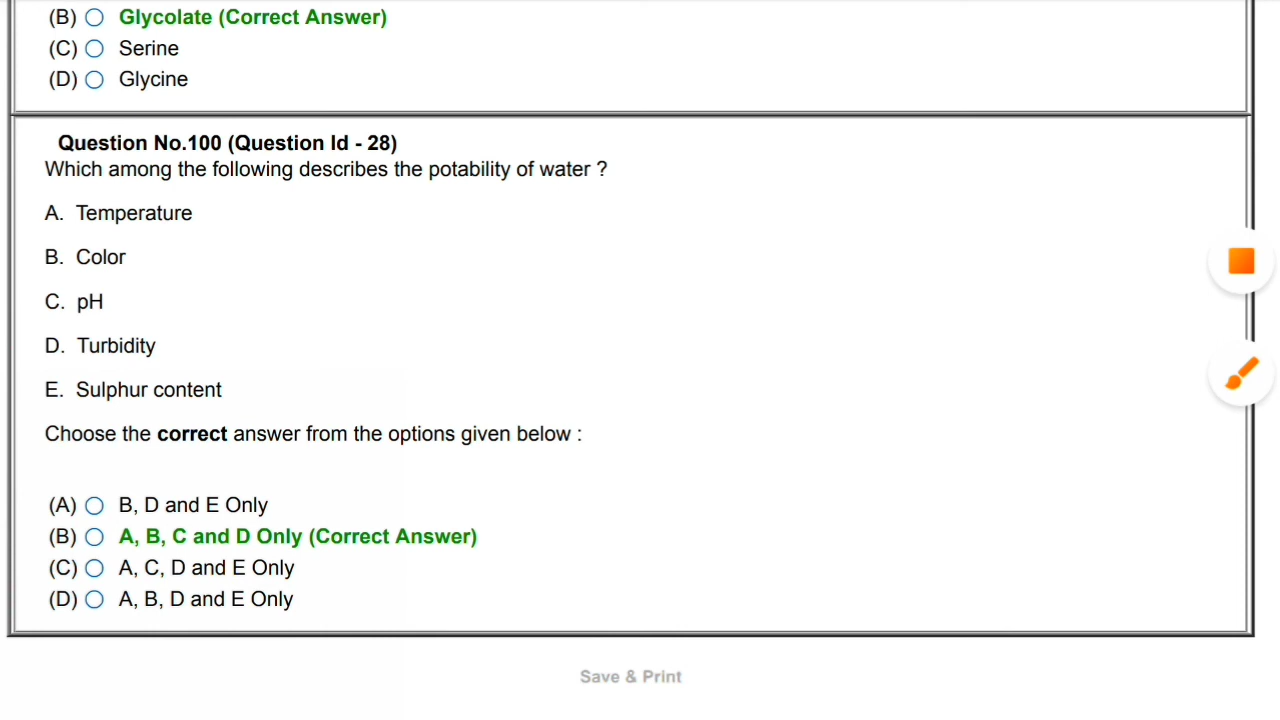 (B) Glycolate (Correct Answer)
(C) Serine
(D) Glycine
Question No.100 (Question Id - 28)
Which among the following describes the potability of water ?
A. Temperature
B. Color
C. pH
D. Turbidity
E. Sulphur content
Choose the correct answer from the options given below :
(A) B, D and E Only
(B) A, B, C and D Only (Correct Answer)
(C) A, C, D and E Only
(D) A, B, D and E Only
Save & Print